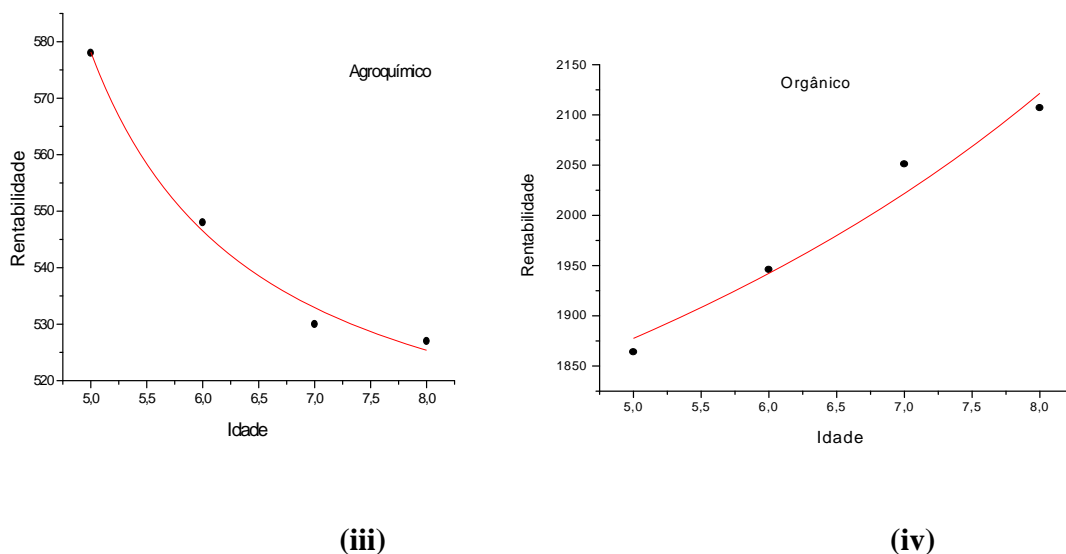 Agroquímico
Rentabilidade
580
570
560
550
540
530
520
5,0 5,5 6,0 6,5 7,0 7,5 8,0
Idade
(iii)
Orgânico
Rentabilidade
2150
2100
2050
2000
1950
1900
1850
5,0 5,5 6,0 6,5 7,0 7,5 8,0
Idade
(iv)